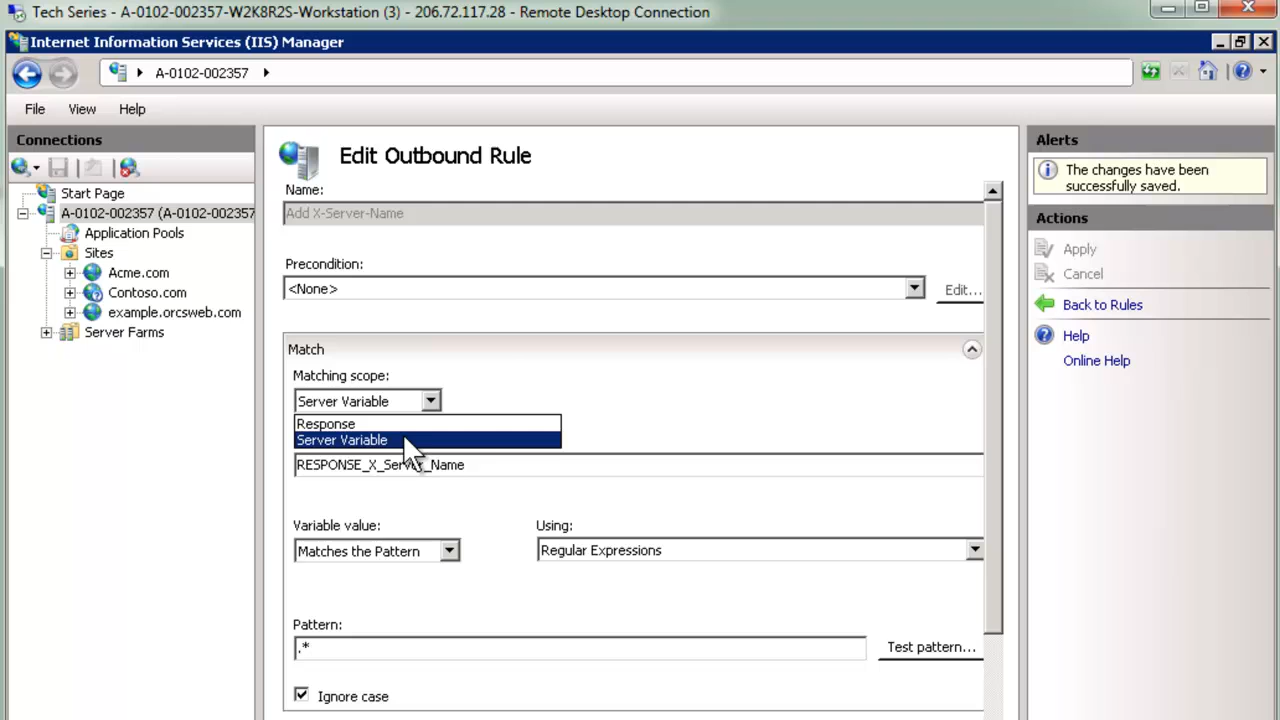 Tech Series - A-0102-002357-W2K8R2S-Workstation (3) - 206.72.117.28 - Remote Desktop Connection
Internet Information Services (IIS) Manager
A-0102-002357
File View Help
Connections
Start Page
A-0102-002357 (A-0102-002357
Application Pools
Sites
Acme.com
Contoso.com
example.orcsweb.com
Server Farms
Edit Outbound Rule
Name:
Add X-Server-Name
Precondition:
<None>
Edit...
Match
Matching scope:
Server Variable
Response
Server Variable
RESPONSE_X_Server_Name
Variable value:
Using:
Matches the Pattern
Regular Expressions
Pattern:
.*
Test pattern...
Ignore case
Alerts
The changes have been
successfully saved.
Actions
Apply
Cancel
Back to Rules
Help
Online Help